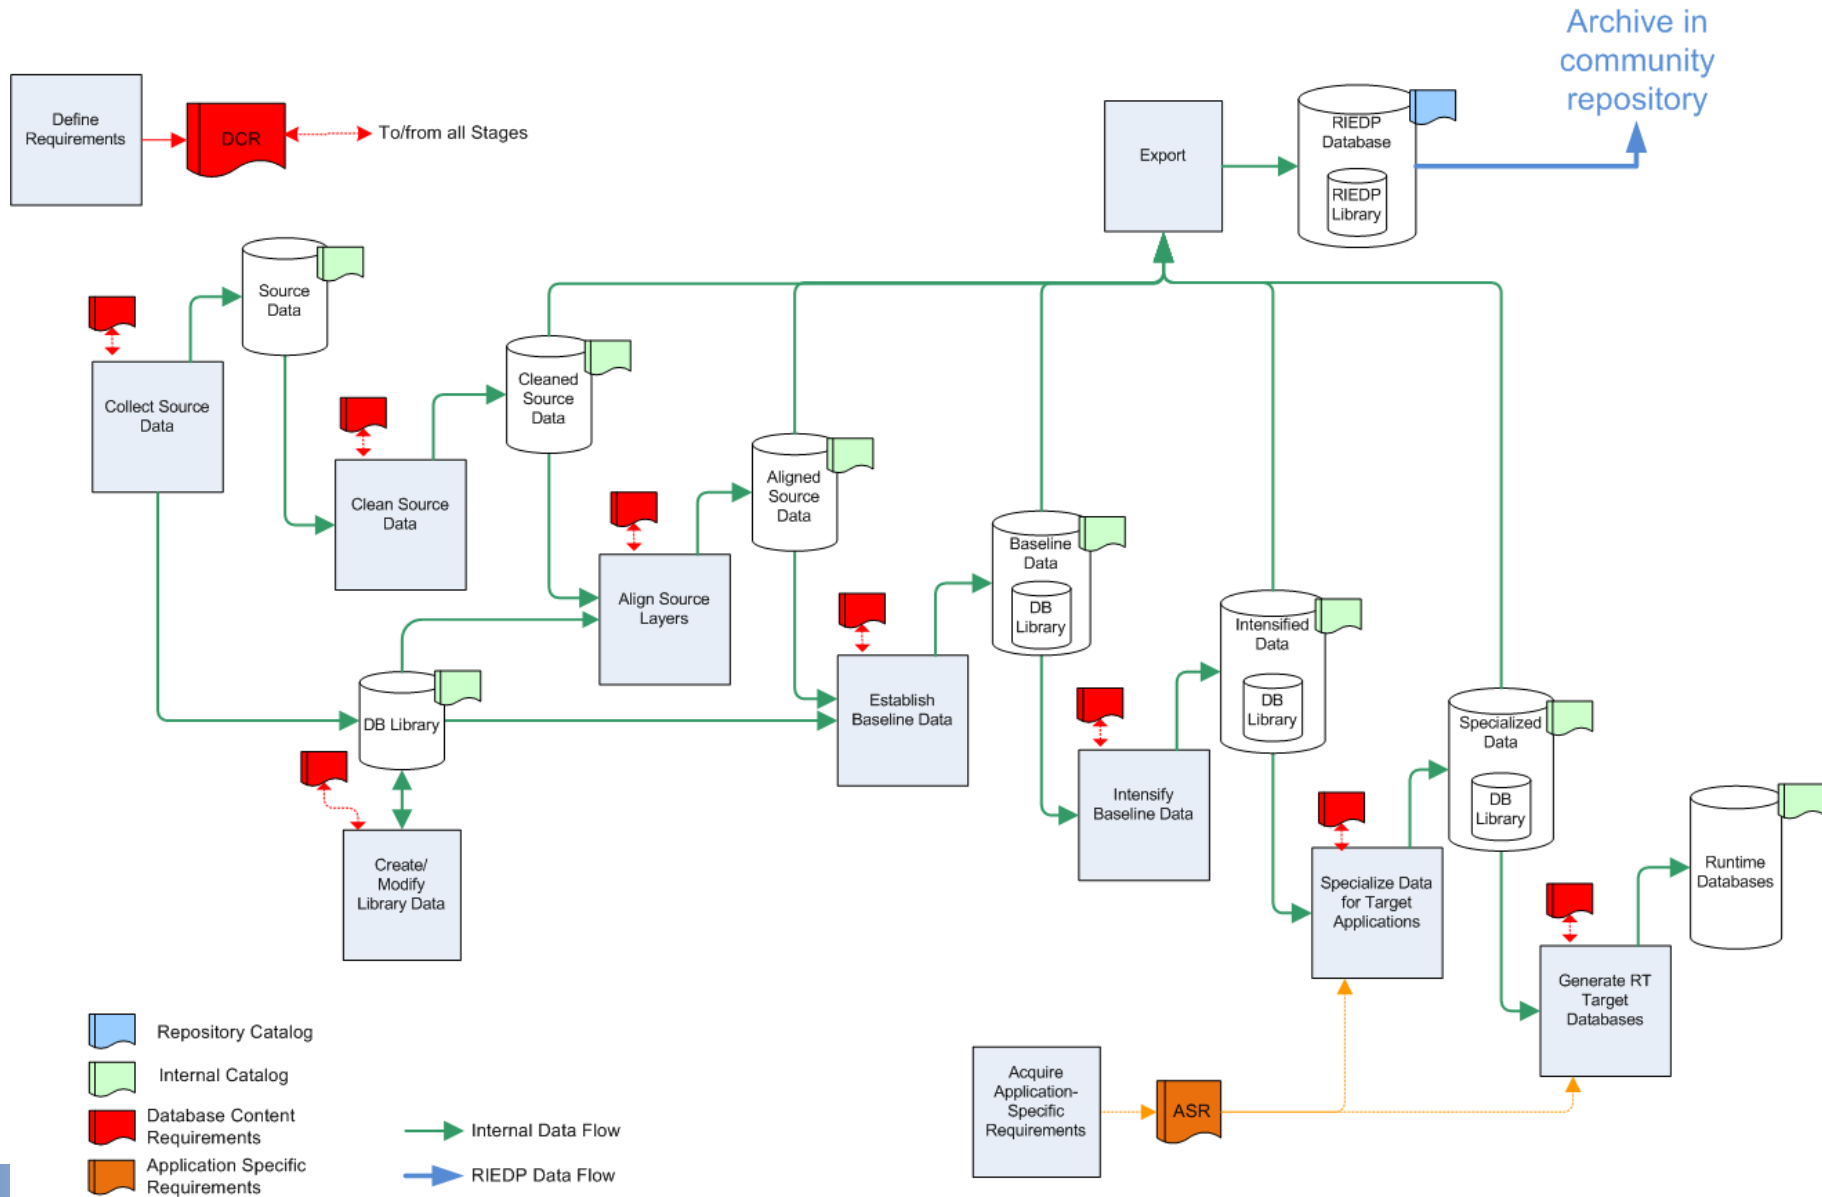 Archive in
community
repository
Define
Requirements
DCR
To/from all Stages
Export
RIEDP
Database
RIEDP
Library
Source
Data
Collect Source
Data
Cleaned
Source
Data
Clean Source
Data
Aligned
Source
Data
Align Source
Layers
Baseline
Data
DB
Library
DB Library
Establish
Baseline Data
Intensified
Data
DB
Library
Create/
Modify
Library Data
Intensify
Baseline Data
Specialized
Data
DB
Library
Specialize Data
for Target
Applications
Runtime
Databases
Generate RT
Target
Databases
Acquire
Application-
Specific
Requirements
ASR
Repository Catalog
Internal Catalog
Database Content
Requirements
Application Specific
Requirements
Internal Data Flow
RIEDP Data Flow